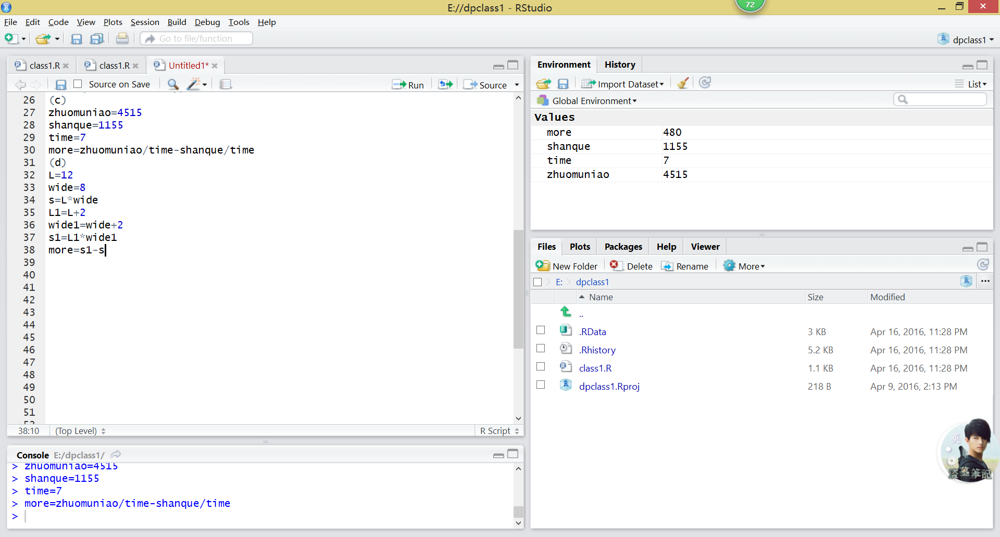 E://dpclass1 - RStudio
72
File Edit Code View Plots Session Build Debug Tools Help
Go to file/function
dpclass1
class1.R class1.R Untitled1*
Source on Save Run Source
26 (c)
27 zhuomuniao=4515
28 shanque=1155
29 time=7
30 more=zhuomuniao/time-shanque/time
31 (d)
32 L=12
33 wide=8
34 s=L*wide
35 L1=L+2
36 wide1=wide+2
37 s1=L1*wide1
38 more=s1-s
39
40
41
42
43
44
45
46
47
48
49
50
51
38:10 (Top Level) R Script
Console E:/dpclass1/
> zhuomuniao=4515
> shanque=1155
> time=7
> more=zhuomuniao/time-shanque/time
>
Environment History
Import Dataset List
Global Environment
Values
more 480
shanque 1155
time 7
zhuomuniao 4515
Files Plots Packages Help Viewer
New Folder Delete Rename More
E: dpclass1 ...
Name Size Modified
..
.RData 3 KB Apr 16, 2016, 11:28 PM
.Rhistory 5.2 KB Apr 16, 2016, 11:28 PM
class1.R 1.1 KB Apr 16, 2016, 11:28 PM
dpclass1.Rproj 218 B Apr 9, 2016, 2:13 PM
英
盗墓筆記